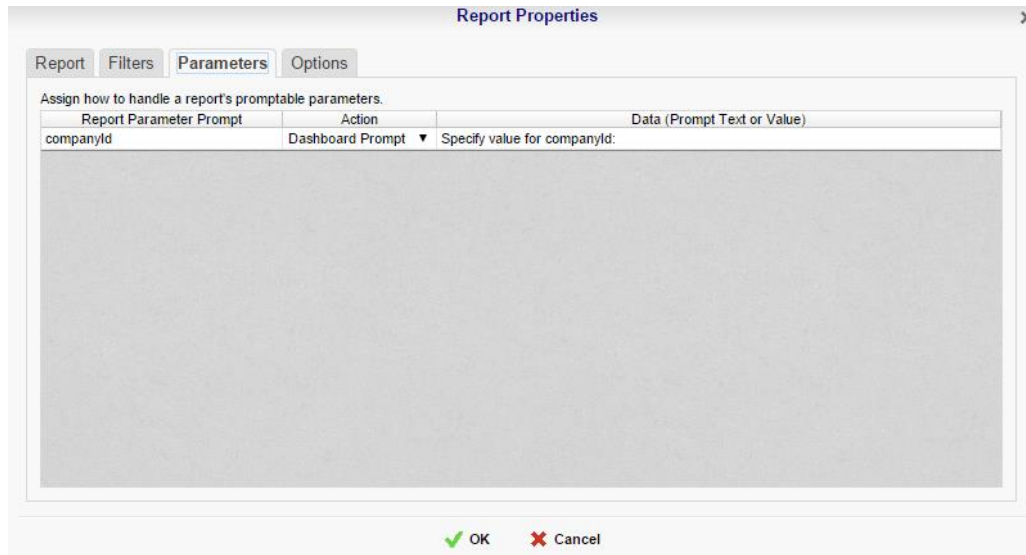 Report Properties
Report Filters Parameters Options
Assign how to handle a report's promptable parameters.
Report Parameter Prompt Action Data (Prompt Text or Value)
companyId Dashboard Prompt ▼ Specify value for companyId:
OK Cancel